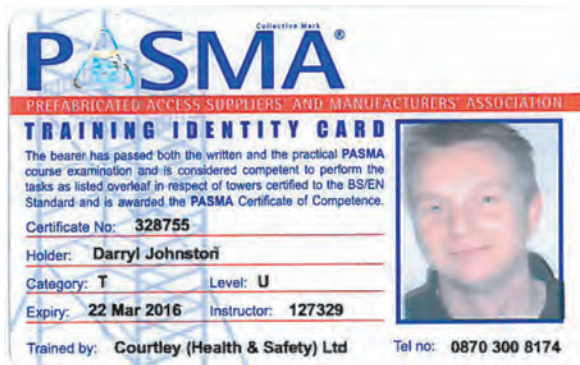 Collective Mark
PASMA®
PREFABRICATED ACCESS SUPPLIERS' AND MANUFACTURERS' ASSOCIATION
TRAINING IDENTITY CARD
The bearer has passed both the written and the practical PASMA
course examination and is considered competent to perform the
tasks as listed overleaf in respect of towers certified to the BS/EN
Standard and is awarded the PASMA Certificate of Competence.
Certificate No: 328755
Holder: Darryl Johnston
Category: T Level: U
Expiry: 22 Mar 2016 Instructor: 127329
Trained by: Courtley (Health & Safety) Ltd Tel no: 0870 300 8174